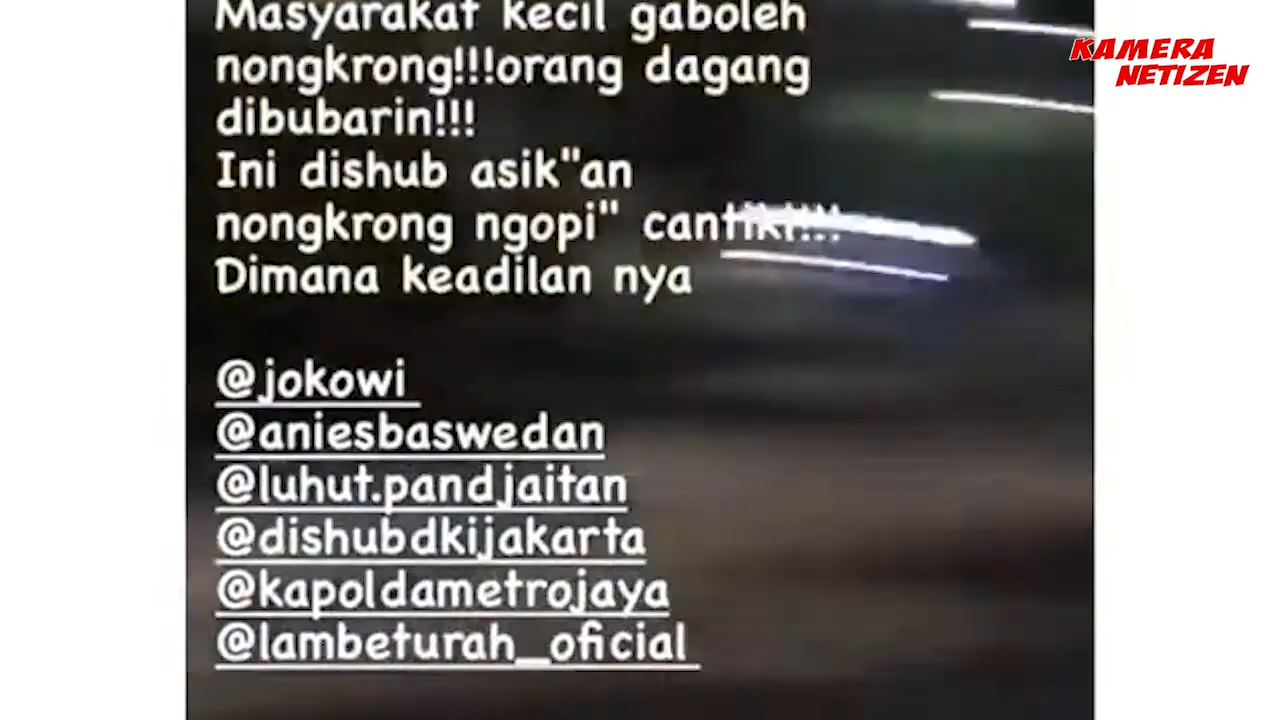 Masyarakat kecil gaboleh
nongkrong!!!orang dagang
dibubarin!!!
Ini dishub asik"an
nongkrong ngopi" cantik!!!!
Dimana keadilan nya
@jokowi
@aniesbaswedan
@luhut.pandjaitan
@dishubdkijakarta
@kapoldametrojaya
@lambeturah_oficial
KAMERA
NETIZEN